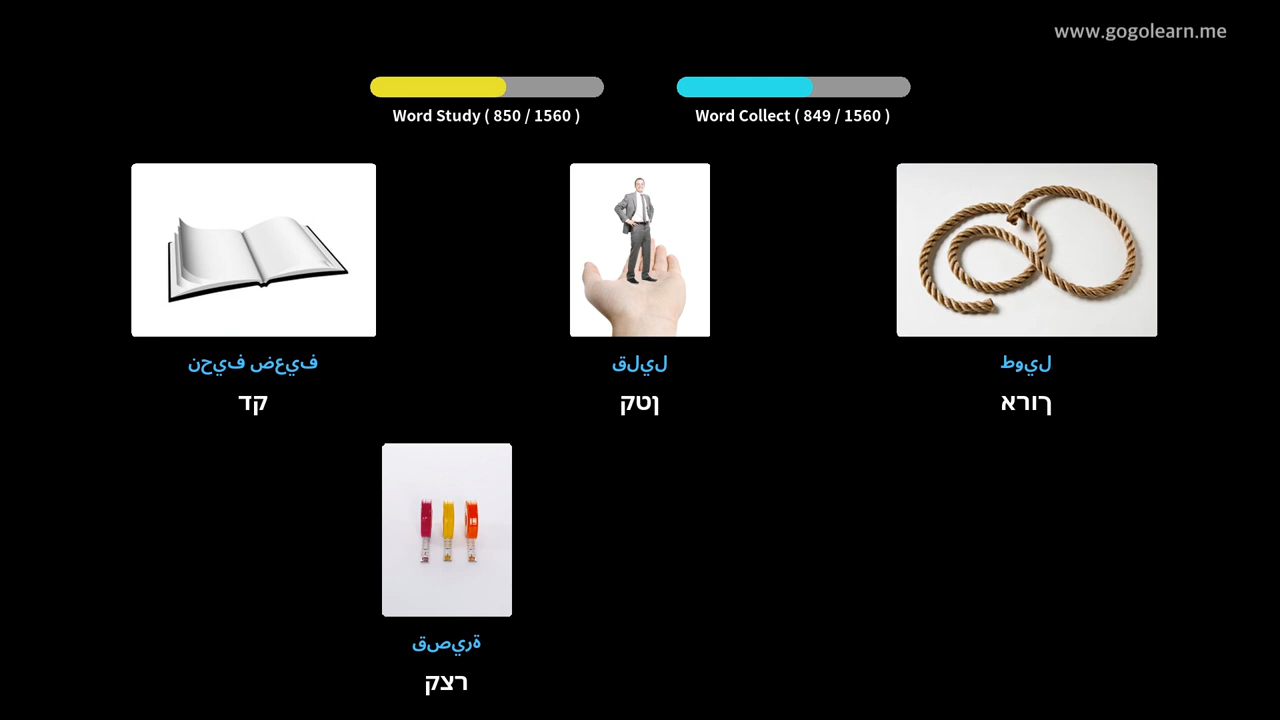 www.gogolearn.me
Word Study ( 850 / 1560 )
Word Collect ( 849 / 1560 )
نحيف ضعيف
דק
قليل
קטן
طويل
ארוך
قصيرة
קצר